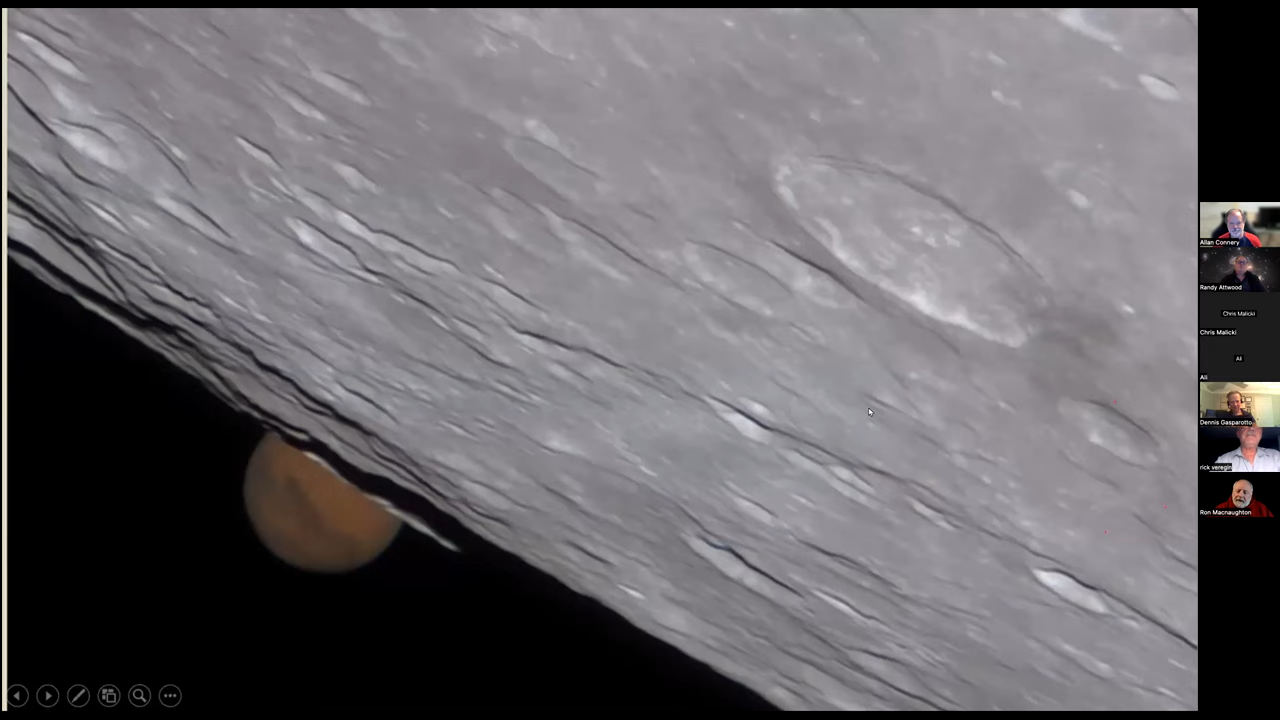 Allan Connery
Randy Attwood
Chris Malicki
Chris Malicki
Ali
Ali
Dennis Gasparotto
rick veregin
Ron Macnaughton